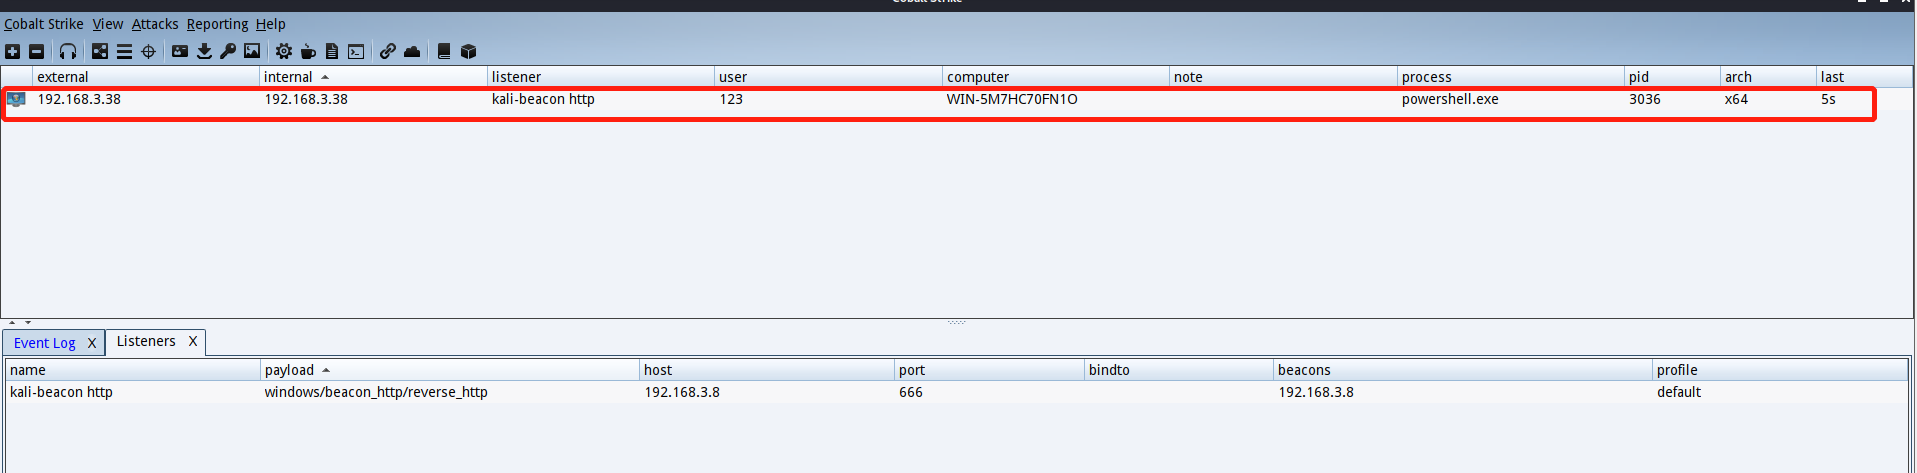 Cobalt Strike
Cobalt Strike View Attacks Reporting Help
external internal listener user computer note process pid arch last
192.168.3.38 192.168.3.38 kali-beacon http 123 WIN-5M7HC70FN1O powershell.exe 3036 x64 5s
Event Log X Listeners X
name payload host port bindto beacons profile
kali-beacon http windows/beacon_http/reverse_http 192.168.3.8 666 192.168.3.8 default